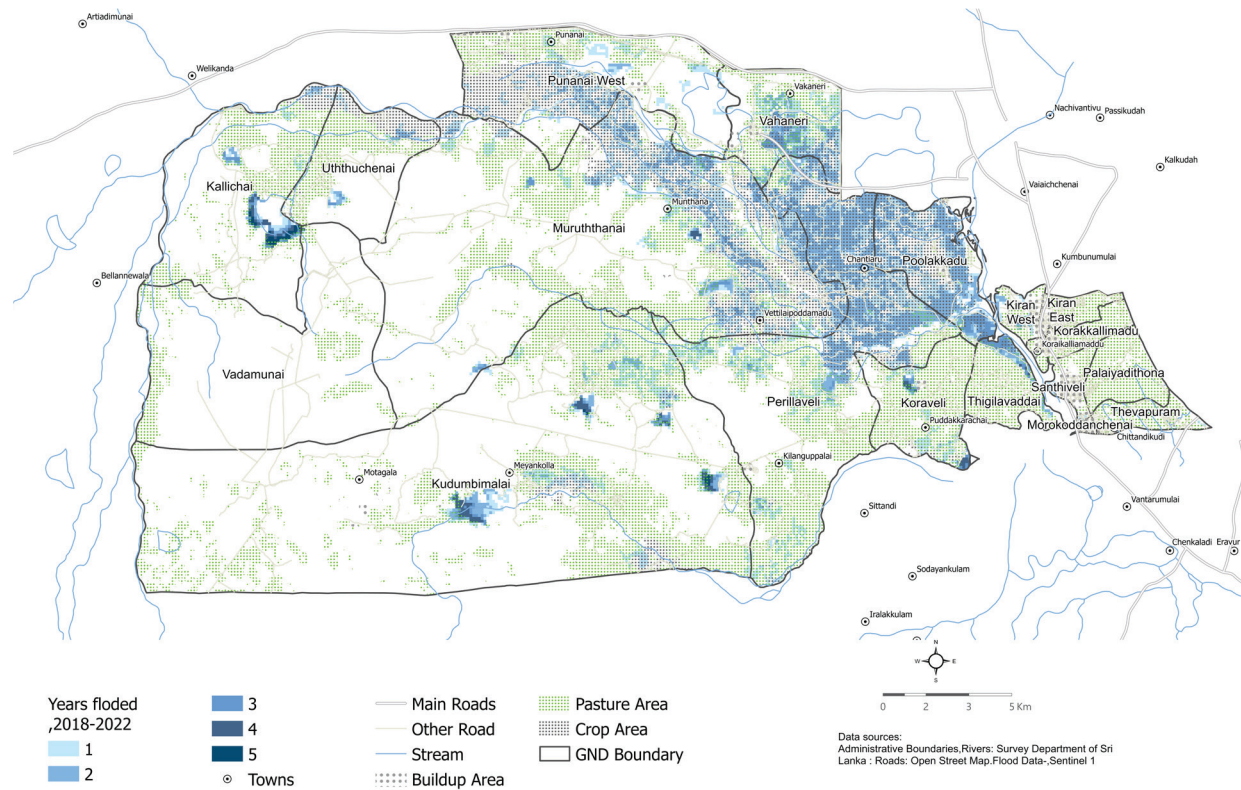 Artiadimunai
Punanai
Welikanda
Punanai West
Vakaneri
Nachivantivu
Passikudah
Vahaneri
Kalkudah
Uththuchenai
Kallichai
Vaiaichchenai
Munthana
Muruththanai
Poolakkadu
Kumbunumulai
Chantiaru
Bellannewala
Kiran
West
Kiran
East
Vettilaipoddamadu
Korakkallimadu
Koraikalliamaddu
Vadamunai
Palaiyadithona
Santhiveli
Perillaveli
Koraveli
Thigilavaddai
Thevapuram
Morokoddanchenai
Puddakkarachai
Chittandikudi
Kilanguppalai
Meyankolla
Motagala
Kudumbimalai
Vantarumulai
Sittandi
Chenkaladi
Eravur
Sodayankulam
Iralakkulam
N
W E
S
0 2 3 5 Km
Years floded
,2018-2022
1
2
3
4
5
Towns
Main Roads
Other Road
Stream
Buildup Area
Pasture Area
Crop Area
GND Boundary
Data sources:
Administrative Boundaries,Rivers: Survey Department of Sri
Lanka : Roads: Open Street Map.Flood Data-,Sentinel 1